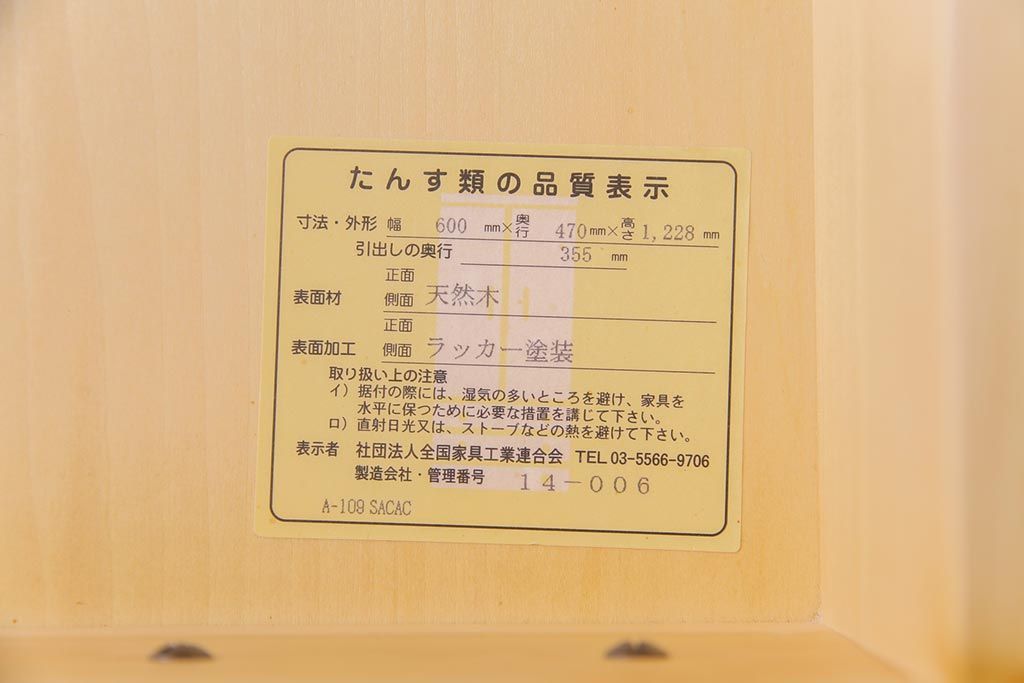 たんす類の品質表示
寸法・外形 幅 600 mm×奥行 470mm×高さ1,228 mm
引出しの奥行 355 mm
正面
表面材 側面 天然木
正面
表面加工 側面 ラッカー塗装
取り扱い上の注意
イ）据付の際には、湿気の多いところを避け、家具を
水平に保つために必要な措置を講じて下さい。
ロ）直射日光又は、ストーブなどの熱を避けて下さい。
表示者 社団法人全国家具工業連合会 TEL 03-5566-9706
製造会社・管理番号 14-006
A-109 SACAC